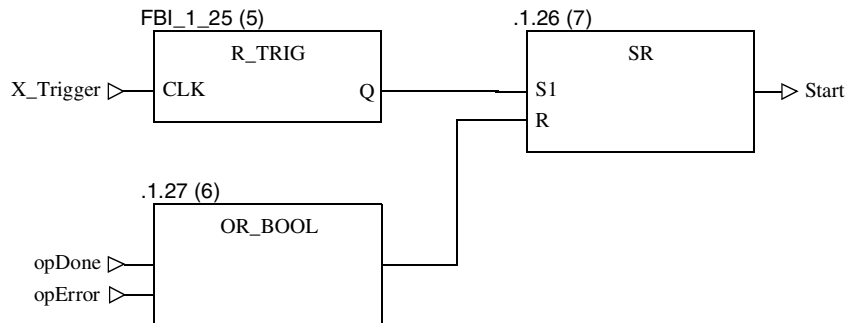 FBI_1_25 (5)
.1.26 (7)
R_TRIG
SR
X_Trigger
CLK
Q
S1
Start
R
.1.27 (6)
OR_BOOL
opDone
opError